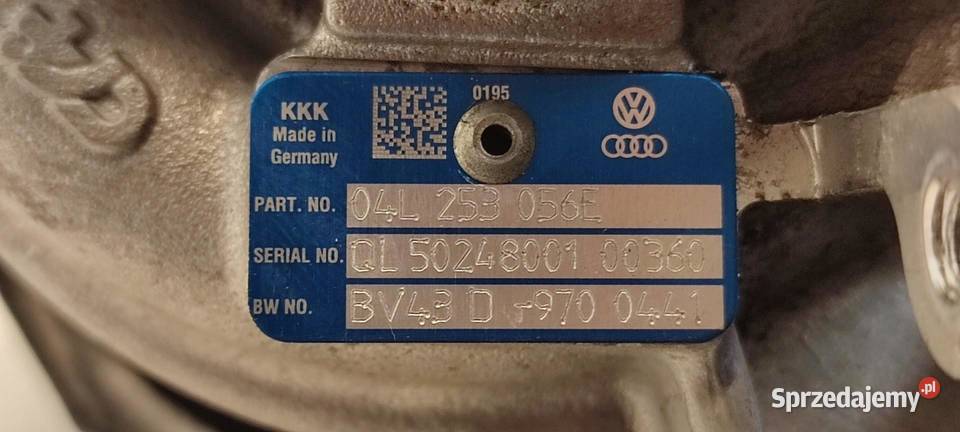 KKK
Made in
Germany
0195
PART. NO. 04L 253 056E
SERIAL NO. QL 50248001 00360
BW NO. BV43 D -970 0441
Sprzedajemy.pl